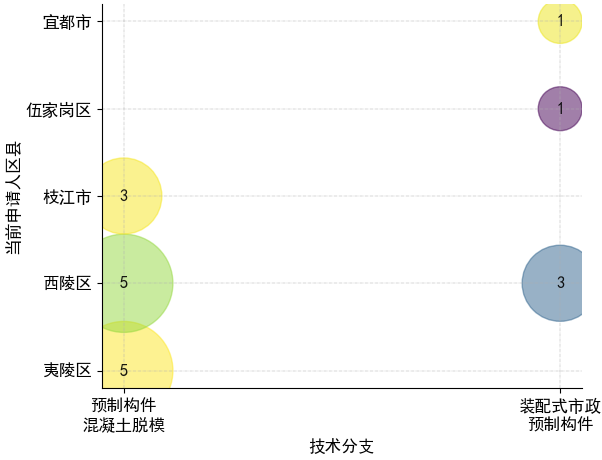 宜都市
1
伍家岗区
1
枝江市
3
西陵区
5
3
夷陵区
5
当前申请人区县
预制构件
混凝土脱模
装配式市政
预制构件
技术分支